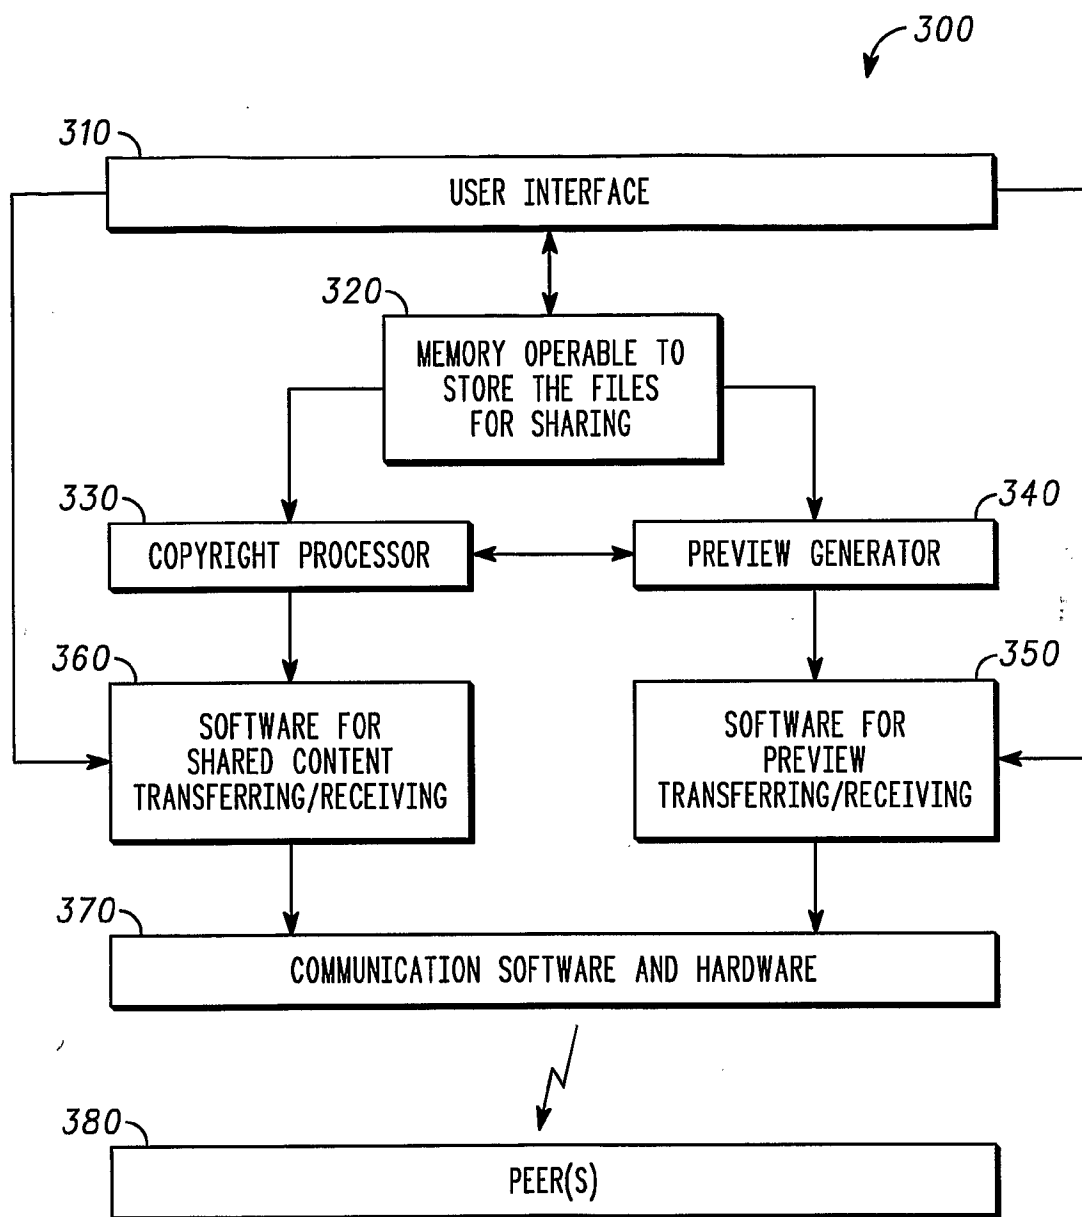 300
310
USER INTERFACE
320
MEMORY OPERABLE TO
STORE THE FILES
FOR SHARING
330
COPYRIGHT PROCESSOR
340
PREVIEW GENERATOR
360
SOFTWARE FOR
SHARED CONTENT
TRANSFERRING/RECEIVING
350
SOFTWARE FOR
PREVIEW
TRANSFERRING/RECEIVING
370
COMMUNICATION SOFTWARE AND HARDWARE
380
PEER(S)